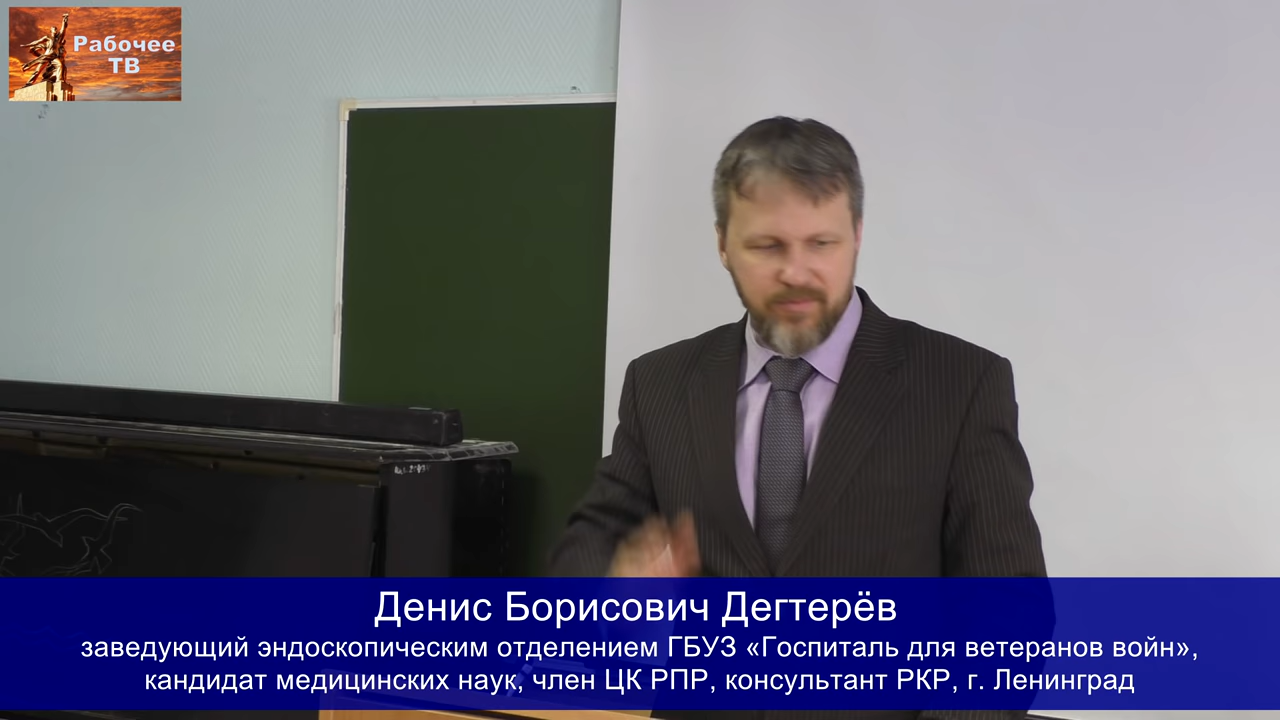 Рабочее
ТВ
Денис Борисович Дегтерёв
заведующий эндоскопическим отделением ГБУЗ «Госпиталь для ветеранов войн»,
кандидат медицинских наук, член ЦК РПР, консультант РКР, г. Ленинград